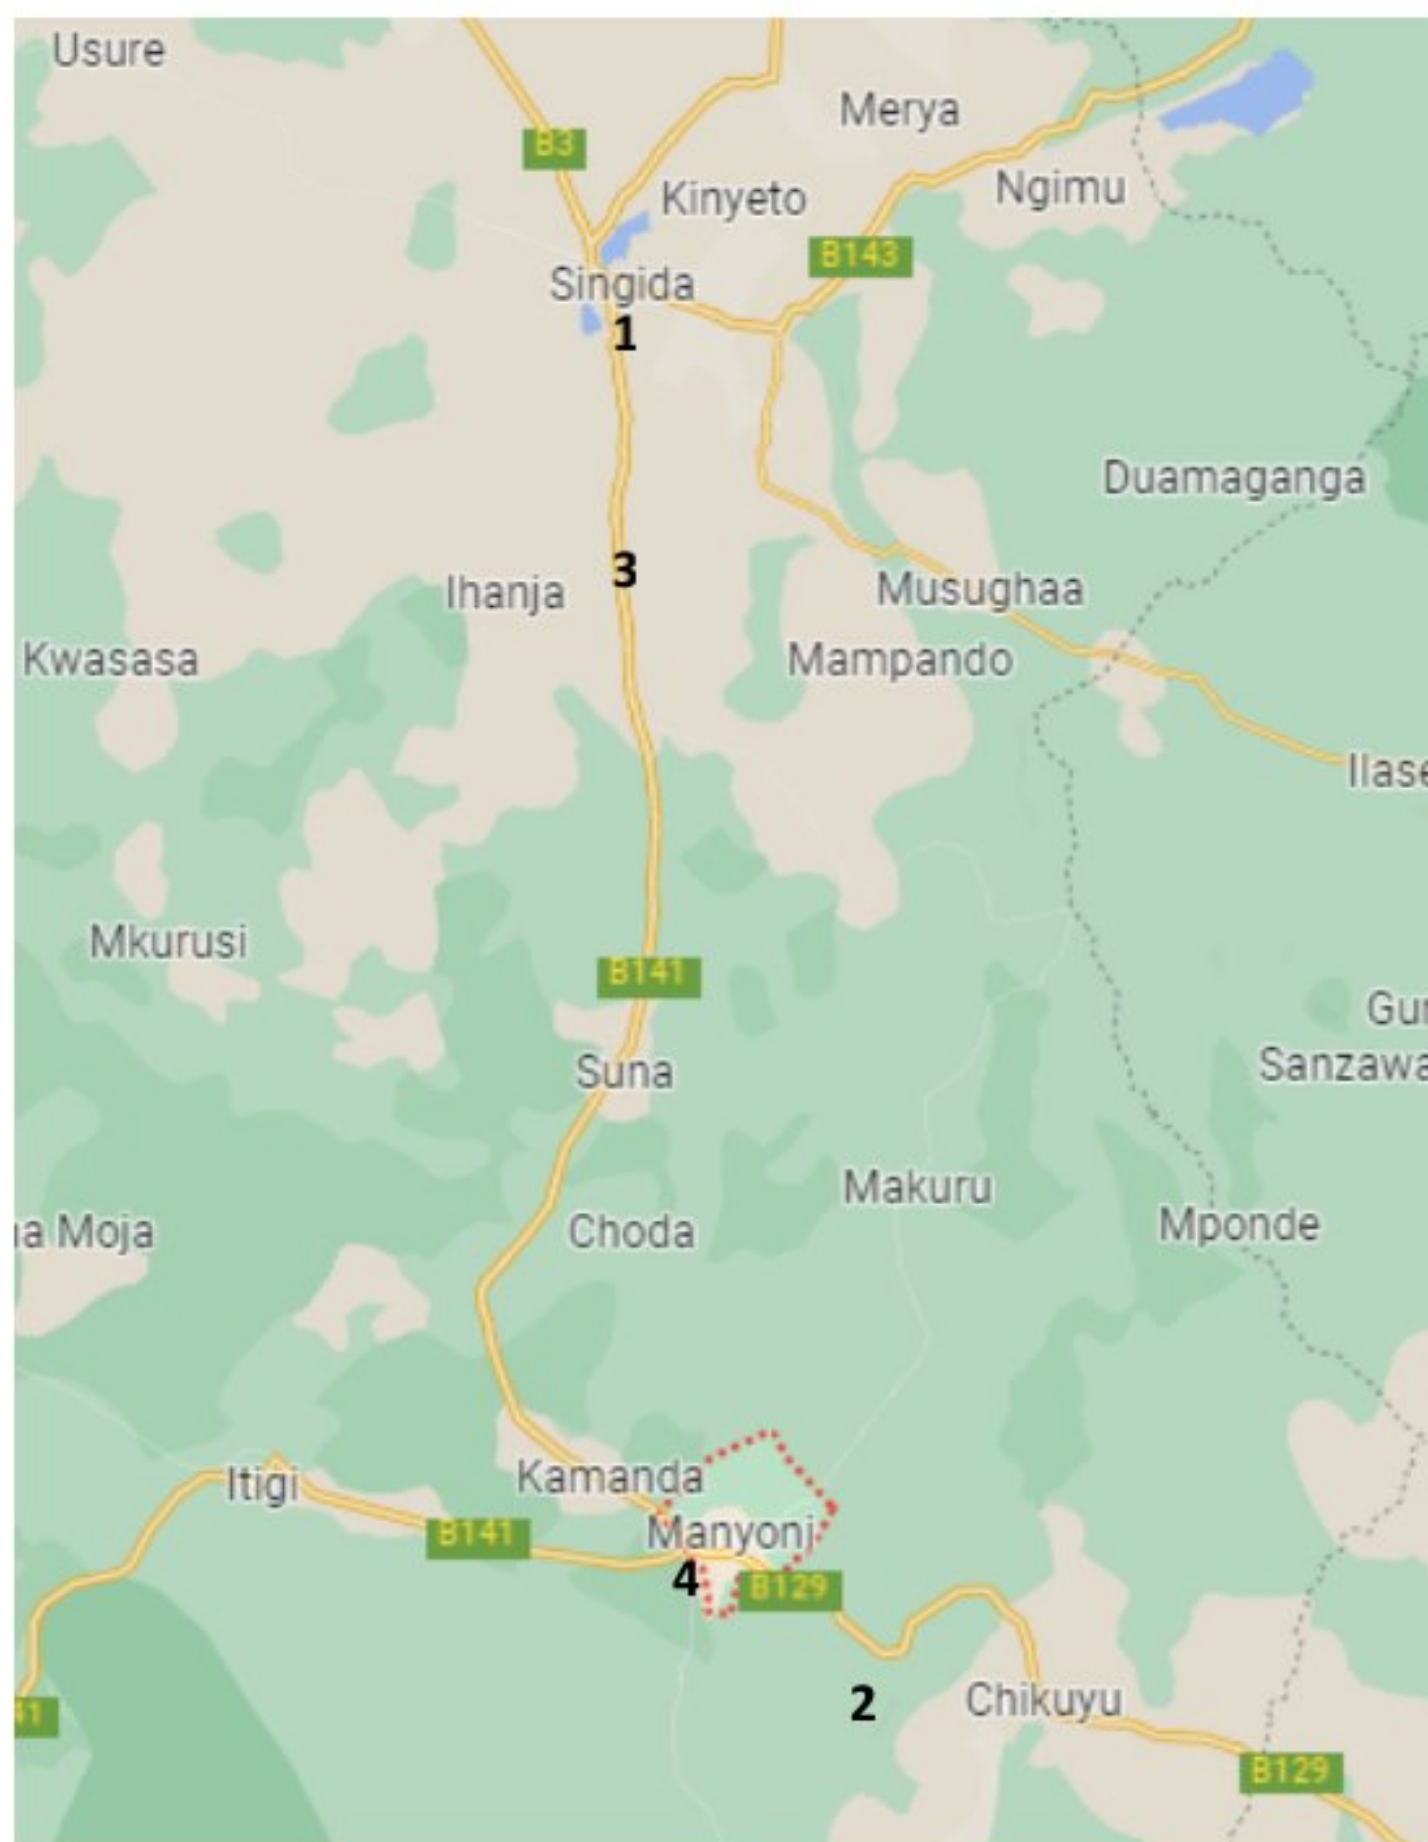 Usure
Merya
B3
Ngimu
Kinyeto
B143
Singida
1
Duamaganga
3
Ihanja
Musughaa
Kwasasa
Mampando
Ilase
Mkurusi
B141
Gur
Sanzawa
Suna
Makuru
Mponde
a Moja
Choda
Kamanda
Itigi
Manyoni
B141
4
B129
2
Chikuyu
41
B129